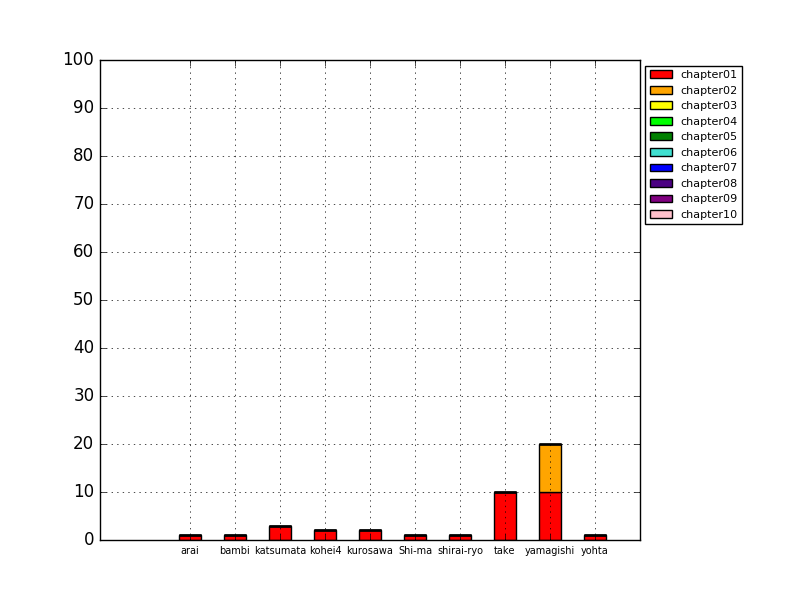 100
90
80
70
60
50
40
30
20
10
0
arai bambi katsumata kohei4 kurosawa Shi-ma shirai-ryo take yamagishi yohta
chapter01
chapter02
chapter03
chapter04
chapter05
chapter06
chapter07
chapter08
chapter09
chapter10